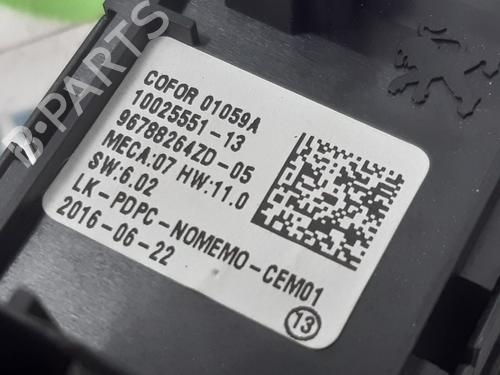 COFOR 01059A
10025551-13
96788264ZD-05
MECA:07 HW:11.0
SW:6.02
LK-PDPC-NOMEMO-CEM01
2016-06-22
13
B-PARTS